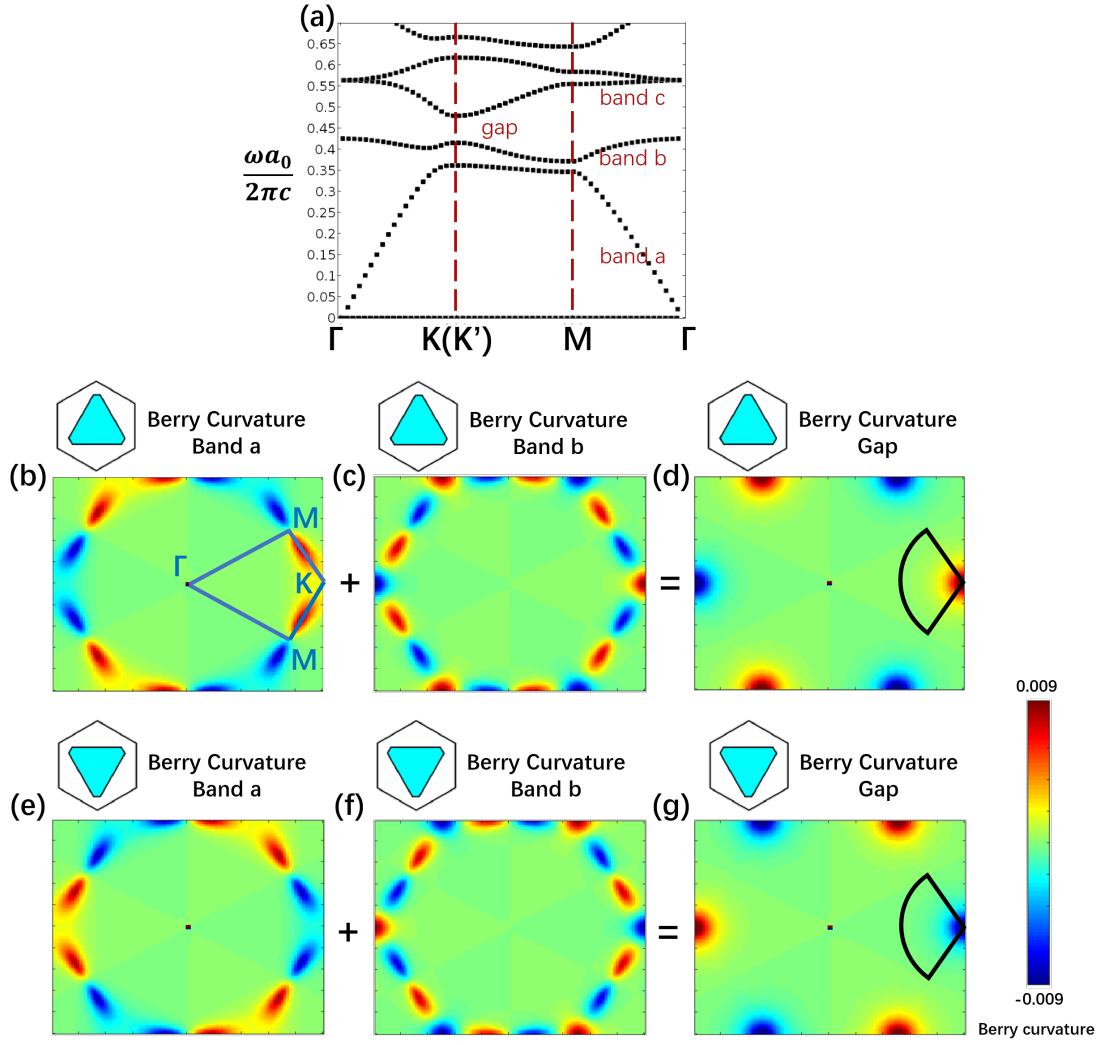 (a)
0.65
0.6
0.55
0.5
0.45
0.4
0.35
0.3
0.25
0.2
0.15
0.1
0.05
0
ωa₀
2πc
band c
gap
band b
band a
Γ K(K') M Γ
Berry Curvature
Band a
Berry Curvature
Band b
Berry Curvature
Gap
(b) (c) (d)
M
Γ
K
M
+ =
Berry Curvature
Band a
Berry Curvature
Band b
Berry Curvature
Gap
(e) (f) (g)
+ =
0.009
-0.009
Berry curvature